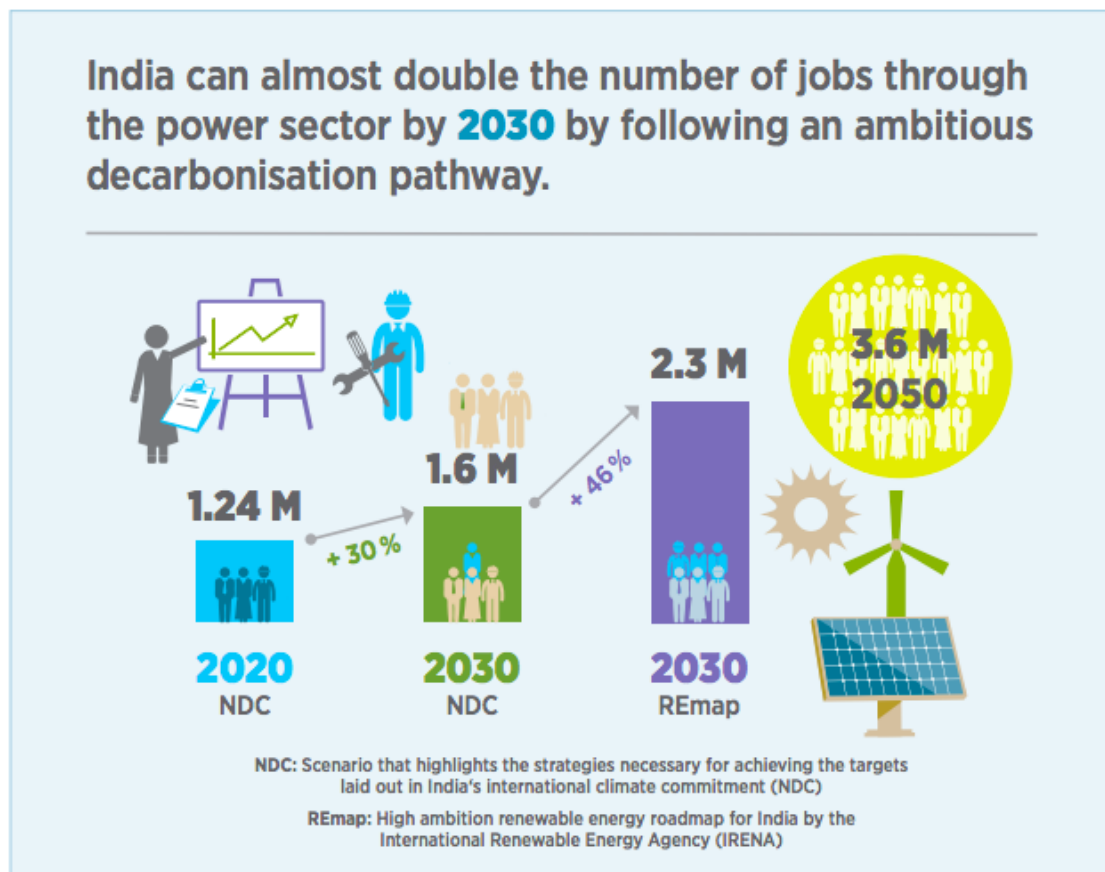 India can almost double the number of jobs through
the power sector by 2030 by following an ambitious
decarbonisation pathway.
3.6 M
2050
2.3 M
1.6 M
1.24 M
+ 30 %
+ 46 %
2020
NDC
2030
NDC
2030
REmap
NDC: Scenario that highlights the strategies necessary for achieving the targets
laid out in India's international climate commitment (NDC)
REmap: High ambition renewable energy roadmap for India by the
International Renewable Energy Agency (IRENA)